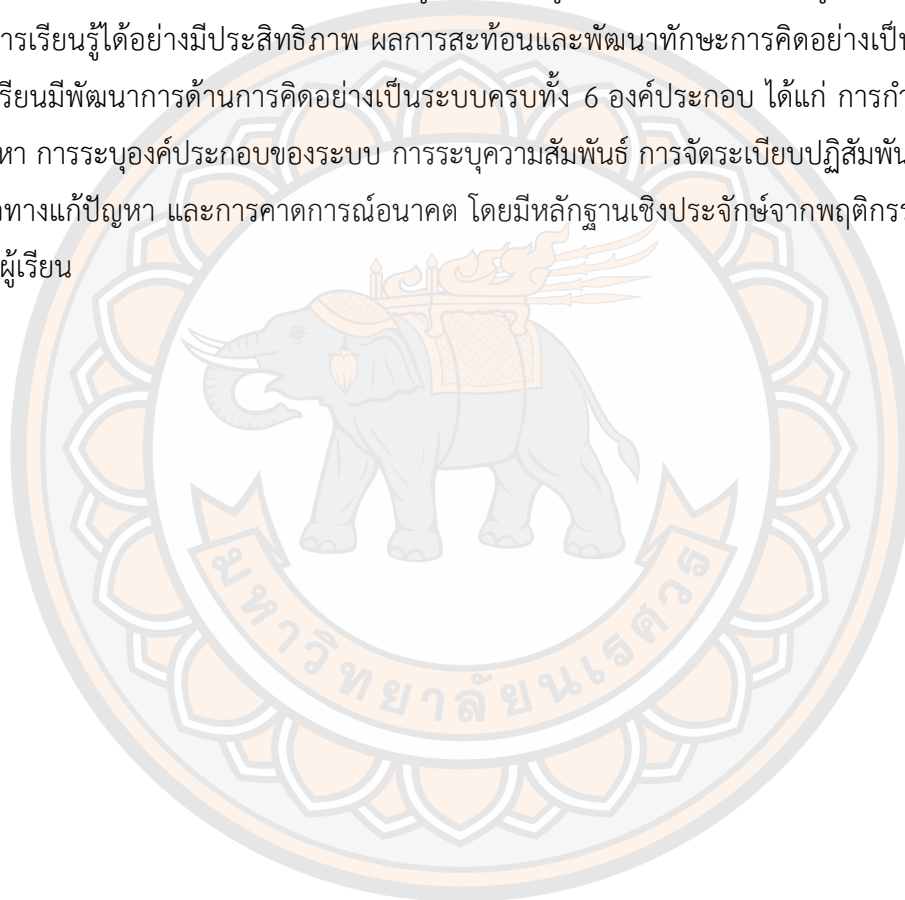 ารเรียนรู้ได้อย่างมีประสิทธิภาพ ผลการสะท้อนและพัฒนาทักษะการคิดอย่างเป็น
รียนมีพัฒนาการด้านการคิดอย่างเป็นระบบครบทั้ง 6 องค์ประกอบ ได้แก่ การกำ
หา การระบุองค์ประกอบของระบบ การระบุความสัมพันธ์ การจัดระเบียบปฏิสัมพัน
ทางแก้ปัญหา และการคาดการณ์อนาคต โดยมีหลักฐานเชิงประจักษ์จากพฤติกรร
ผู้เรียน
มหาวิทยาลัยนเรศวร